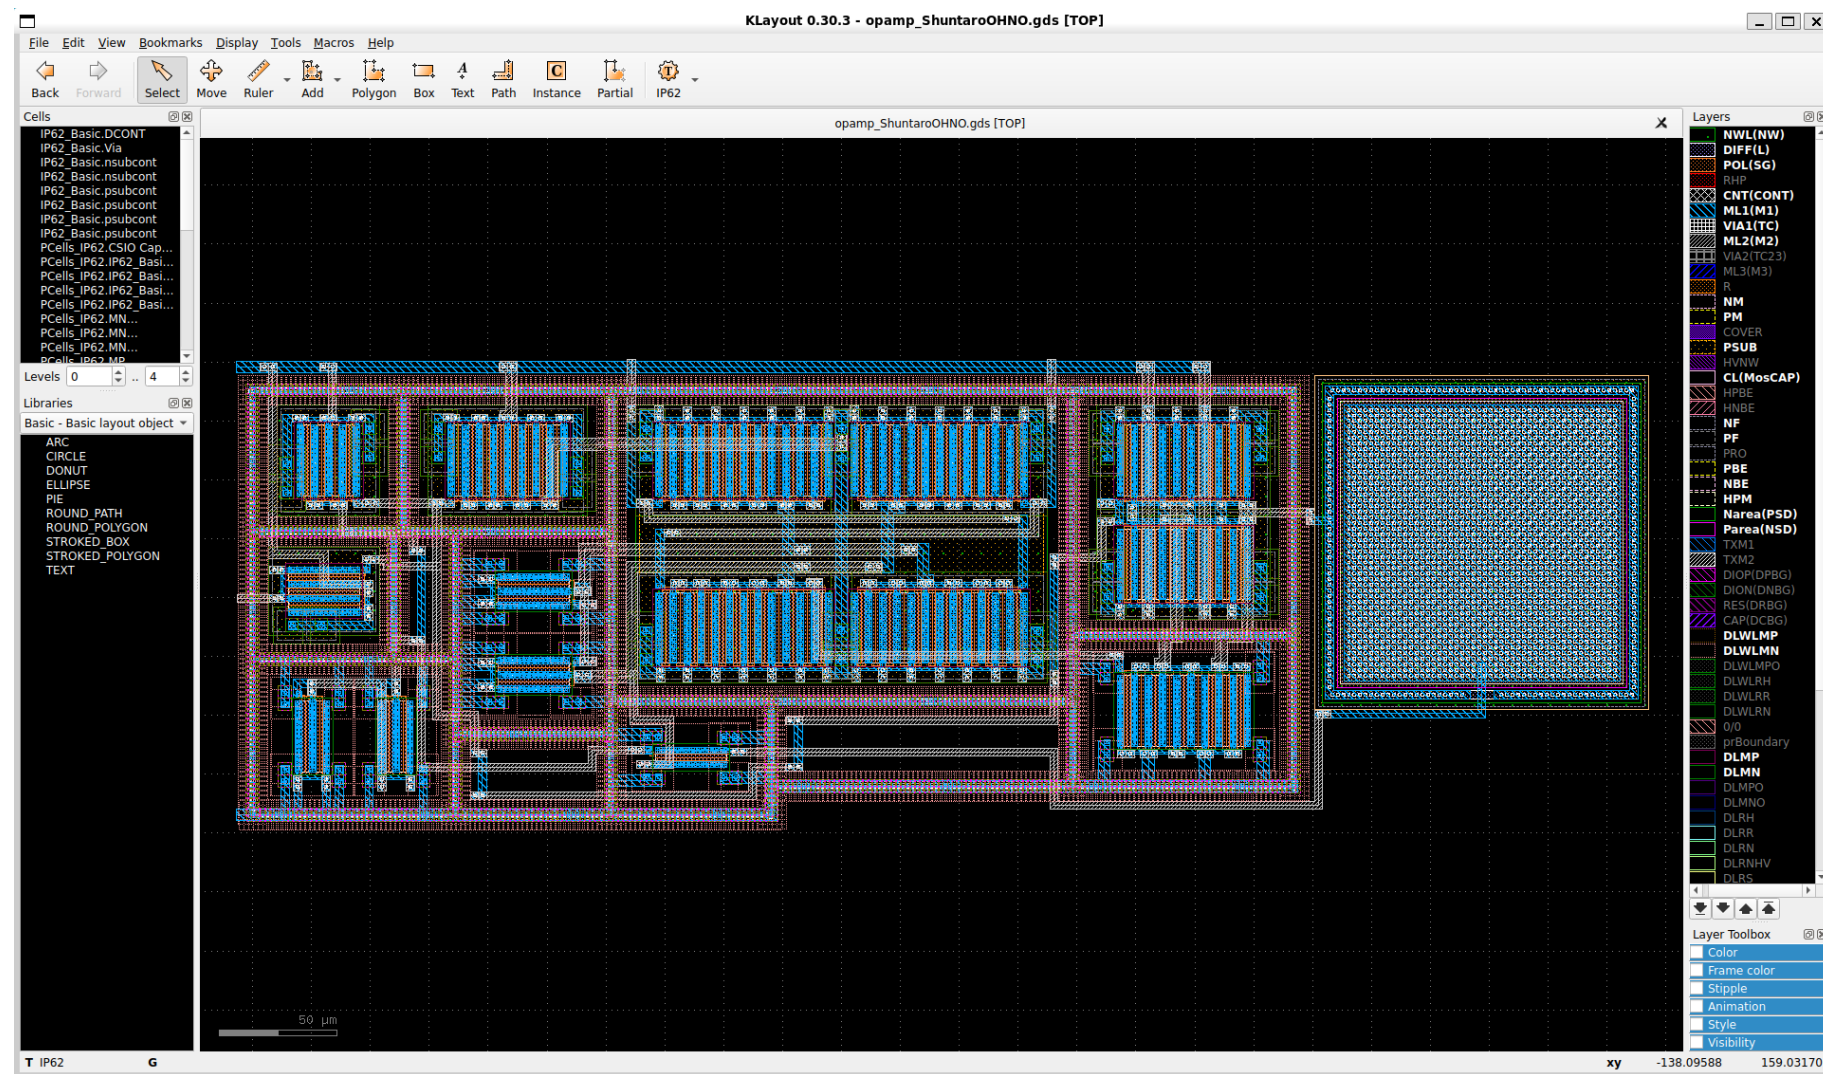 KLayout 0.30.3 - opamp_ShuntaroOHNO.gds [TOP]
File Edit View Bookmarks Display Tools Macros Help
Back Forward Select Move Ruler Add Polygon Box Text Path Instance Partial IP62
Cells
IP62_Basic.DCONT
IP62_Basic.Via
IP62_Basic.nsubcont
IP62_Basic.nsubcont
IP62_Basic.psubcont
IP62_Basic.psubcont
IP62_Basic.psubcont
IP62_Basic.psubcont
PCells_IP62.CSIO Cap...
PCells_IP62.IP62_Basi...
PCells_IP62.IP62_Basi...
PCells_IP62.IP62_Basi...
PCells_IP62.IP62_Basi...
PCells_IP62.MN...
PCells_IP62.MN...
PCells_IP62.MN...
PCells_IP62.MP
Levels 0 .. 4
Libraries
Basic - Basic layout object
ARC
CIRCLE
DONUT
ELLIPSE
PIE
ROUND_PATH
ROUND_POLYGON
STROKED_BOX
STROKED_POLYGON
TEXT
opamp_ShuntaroOHNO.gds [TOP]
50 µm
Layers
NWL(NW)
DIFF(L)
POL(SG)
RHP
CNT(CONT)
ML1(M1)
VIA1(TC)
ML2(M2)
VIA2(TC23)
ML3(M3)
R
NM
PM
COVER
PSUB
HVNW
CL(MosCAP)
HPBE
HNBE
NF
PF
PRO
PBE
NBE
HPM
Narea(PSD)
Parea(NSD)
TXM1
TXM2
DIOP(DPBG)
DION(DNBG)
RES(DRBG)
CAP(DCBG)
DLWLMP
DLWLMN
DLWLMPO
DLWLRH
DLWLRR
DLWLRN
0/0
prBoundary
DLMP
DLMN
DLMPO
DLMNO
DLRH
DLRR
DLRN
DLRNHV
DLRS
Layer Toolbox
Color
Frame color
Stipple
Animation
Style
Visibility
T IP62 G xy -138.09588 159.03170